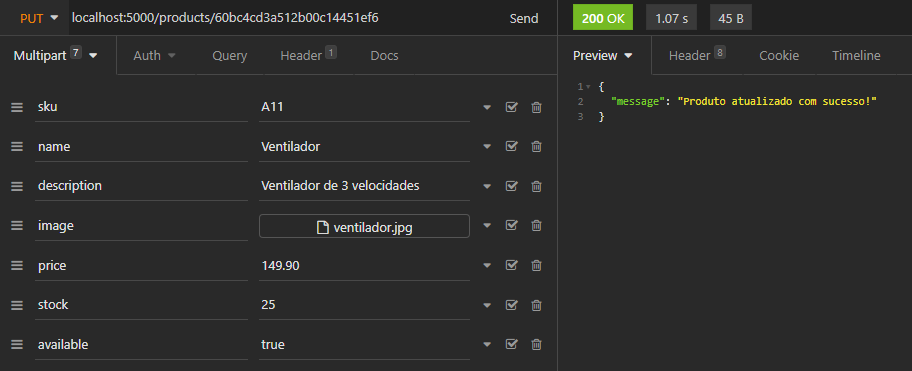 PUT localhost:5000/products/60bc4cd3a512b00c14451ef6 Send
200 OK 1.07 s 45 B
Multipart 7 Auth Query Header 1 Docs
Preview Header 8 Cookie Timeline
sku A11
name Ventilador
description Ventilador de 3 velocidades
image ventilador.jpg
price 149.90
stock 25
available true
1 {
2 "message": "Produto atualizado com sucesso!"
3 }